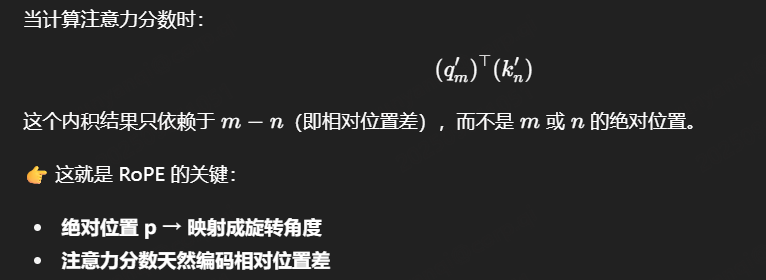 当计算注意力分数时：
(q′ₘ)⊤(k′ₙ)
这个内积结果只依赖于 m − n（即相对位置差），而不是 m 或 n 的绝对位置。
👉 这就是 RoPE 的关键：
• 绝对位置 p → 映射成旋转角度
• 注意力分数天然编码相对位置差